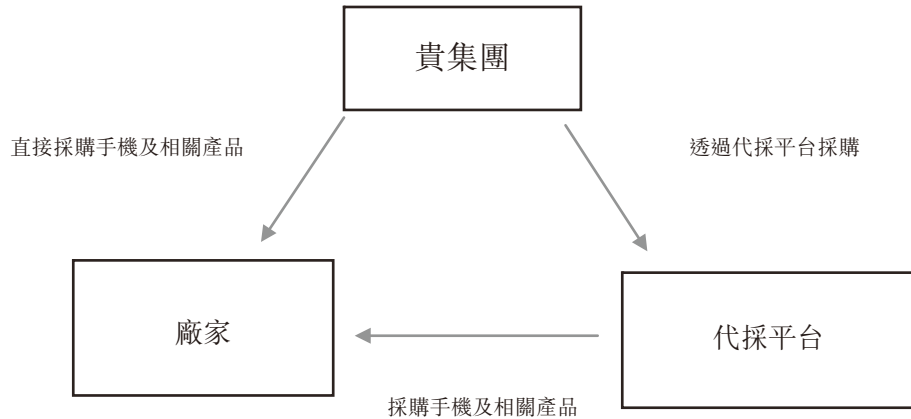 貴集團
直接採購手機及相關產品
透過代採平台採購
廠家
代採平台
採購手機及相關產品